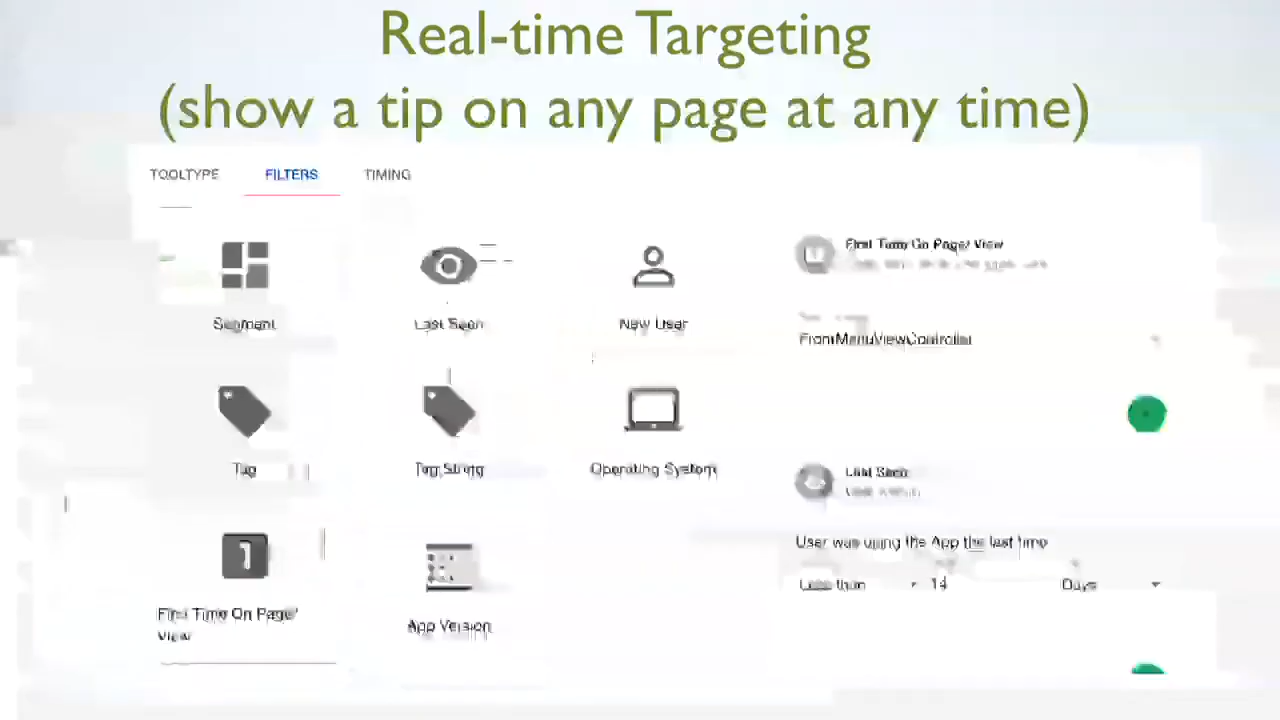 Real-time Targeting
(show a tip on any page at any time)
TOOLTYPE FILTERS TIMING
Segment Last Seen New User
Tag Tag String Operating System
First Time On Page/
View
App Version
First Time On Page/ View
FrontMenuViewController
Last Seen
User was using the App the last time
Less than 14 Days